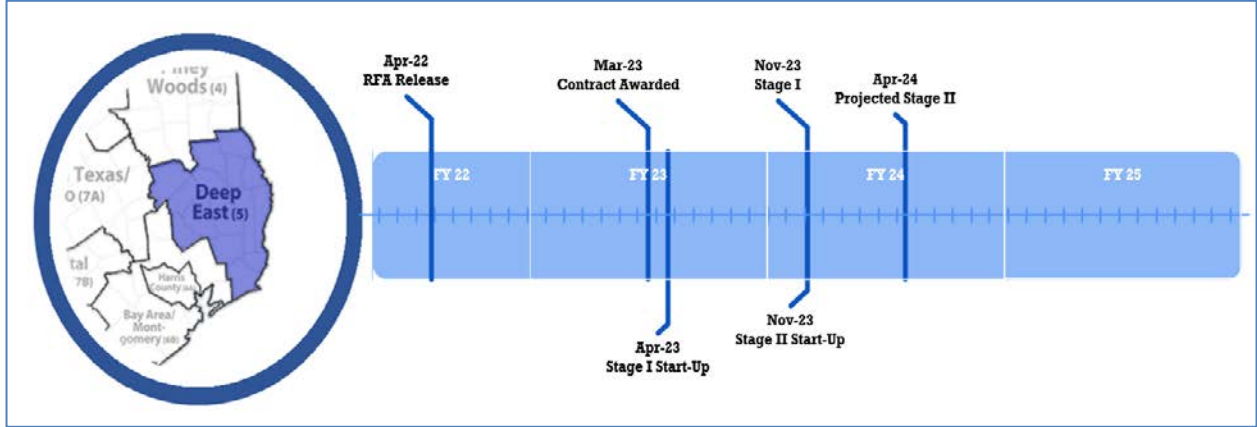 Woods (4)
Texas/
O (7A)
Deep
East (5)
tal
7B)
Harris
County
Bay Area/
Mont-
gomery (6B)
Apr-22
RFA Release
Mar-23
Contract Awarded
Nov-23
Stage I
Apr-24
Projected Stage II
FY 22
FY 23
FY 24
FY 25
Apr-23
Stage I Start-Up
Nov-23
Stage II Start-Up